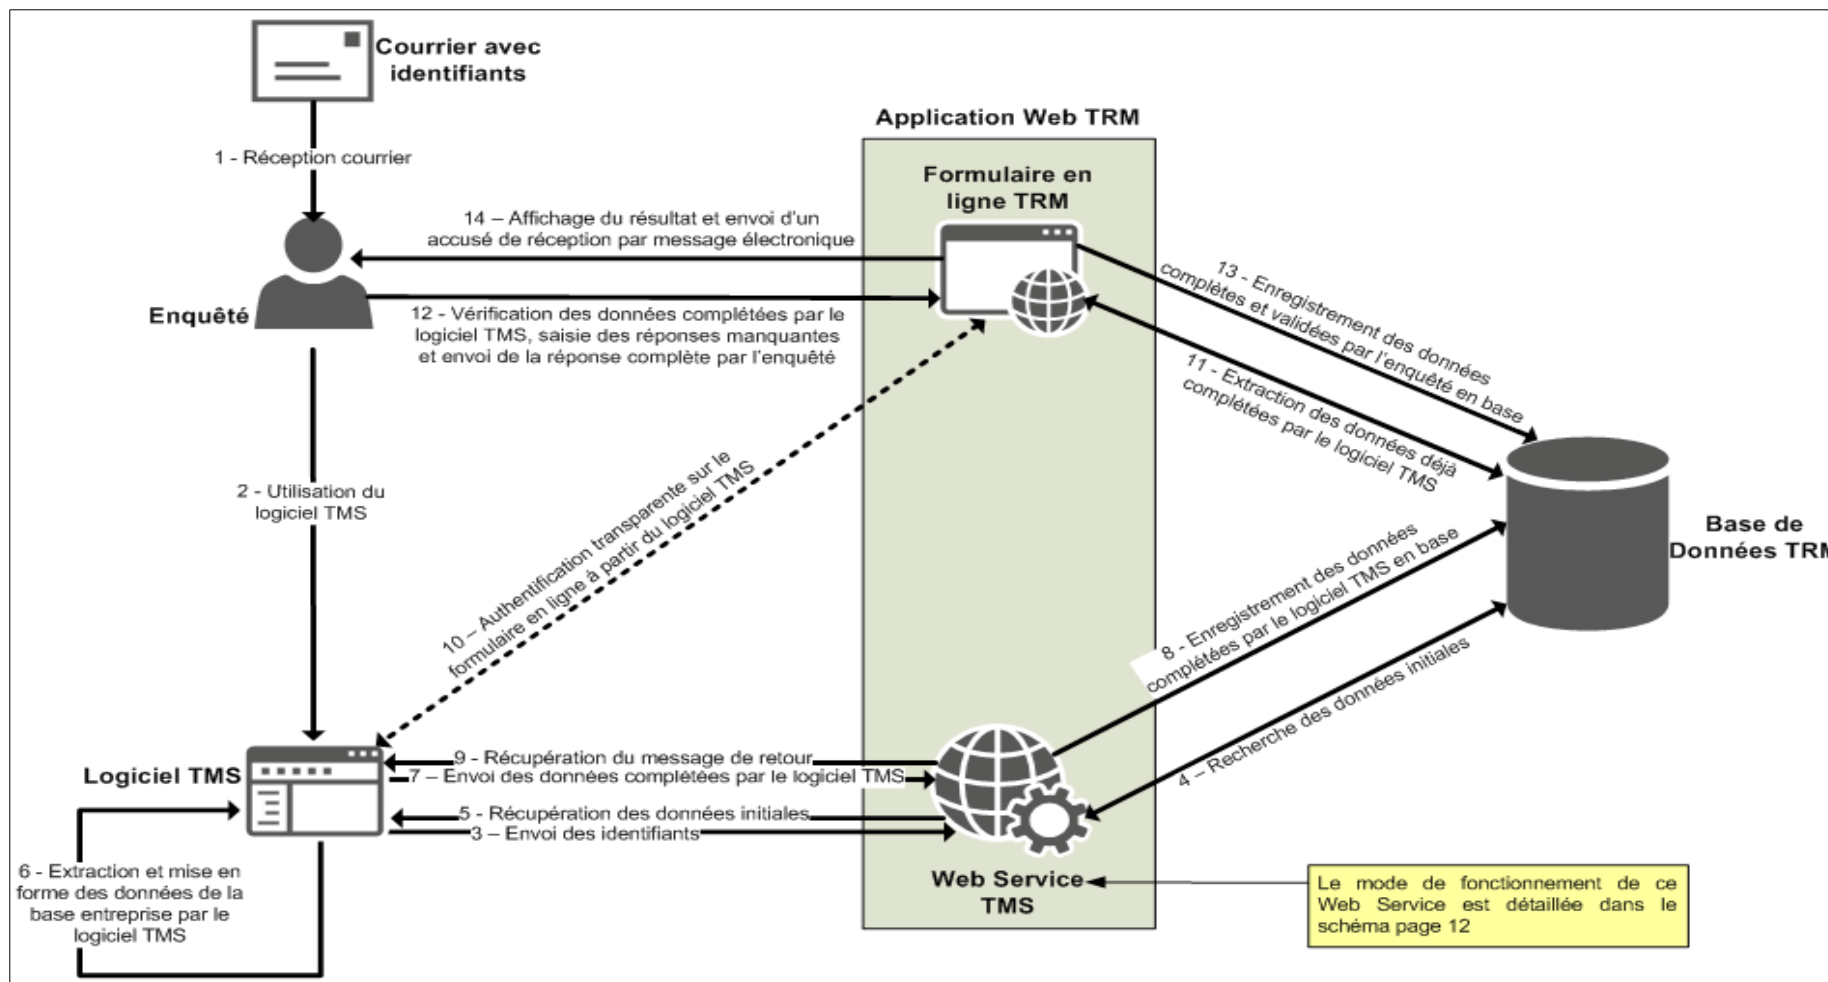 Courrier avec
identifiants
1 - Réception courrier
Application Web TRM
Formulaire en
ligne TRM
14 – Affichage du résultat et envoi d'un
accusé de réception par message électronique
Enquêté
12 - Vérification des données complétées par le
logiciel TMS, saisie des réponses manquantes
et envoi de la réponse complète par l'enquêté
13 - Enregistrement des données
complètes et validées par l'enquêté en base
11 - Extraction des données déjà
complétées par le logiciel TMS
2 - Utilisation du
logiciel TMS
10 – Authentification transparente sur le
formulaire en ligne à partir du logiciel TMS
Base de
Données TRM
8 - Enregistrement des données
complétées par le logiciel TMS en base
4 – Recherche des données initiales
Logiciel TMS
9 - Récupération du message de retour
7 – Envoi des données complétées par le logiciel TMS
5 - Récupération des données initiales
3 – Envoi des identifiants
6 - Extraction et mise en
forme des données de la
base entreprise par le
logiciel TMS
Web Service
TMS
Le mode de fonctionnement de ce
Web Service est détaillée dans le
schéma page 12